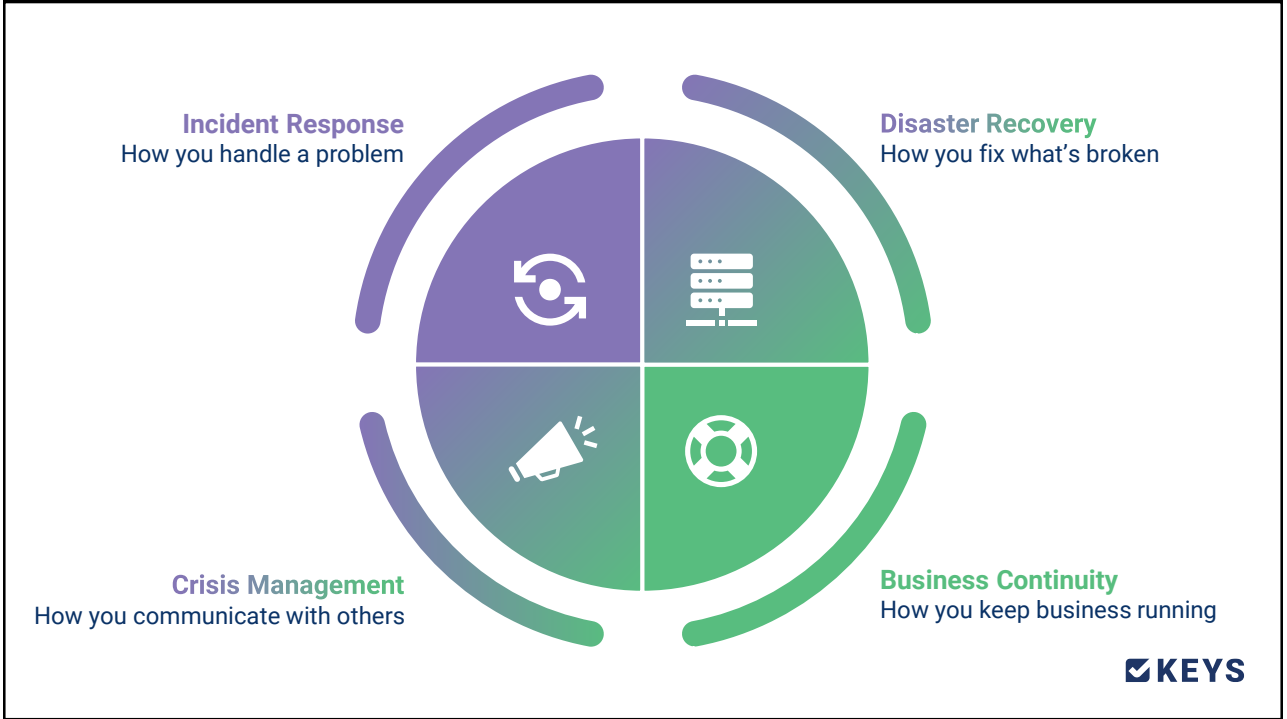 Incident Response
How you handle a problem
Disaster Recovery
How you fix what’s broken
Crisis Management
How you communicate with others
Business Continuity
How you keep business running
KEYS